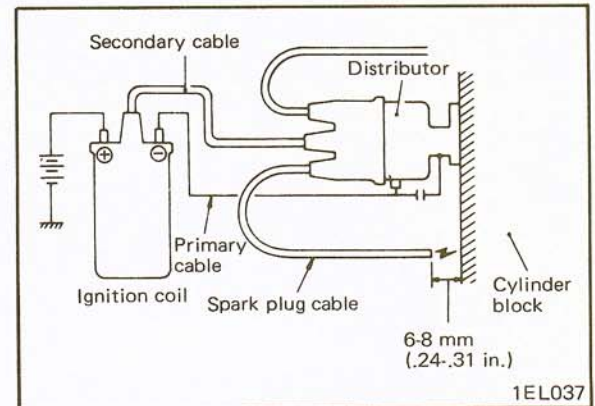 Secondary cable
Distributor
+
−
Primary
cable
Ignition coil
Spark plug cable
Cylinder
block
6-8 mm
(.24-.31 in.)
1EL037